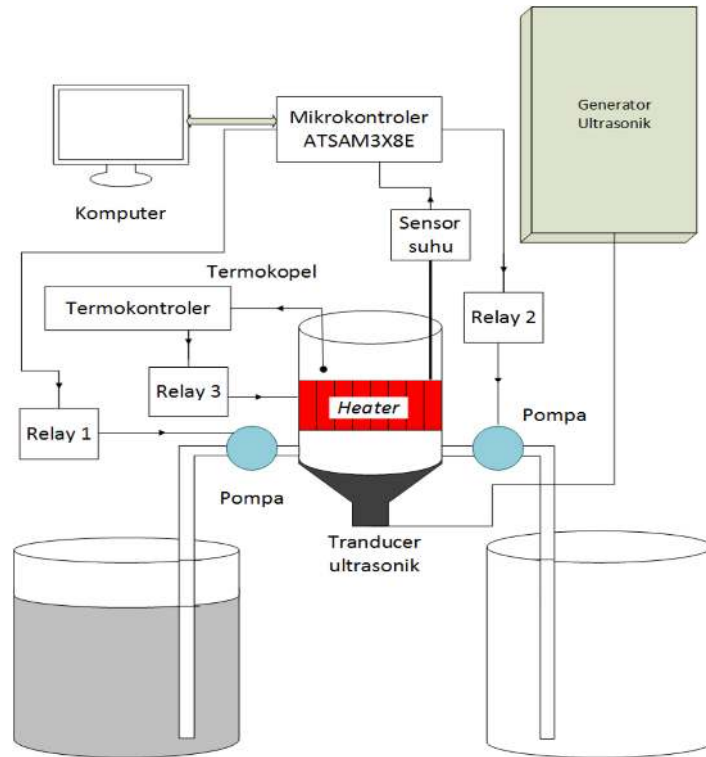 Generator
Ultrasonik
Mikrokontroler
ATSAM3X8E
Komputer
Sensor
suhu
Termokopel
Termokontroler
Relay 2
Relay 3
Heater
Relay 1
Pompa
Pompa
Tranducer
ultrasonik